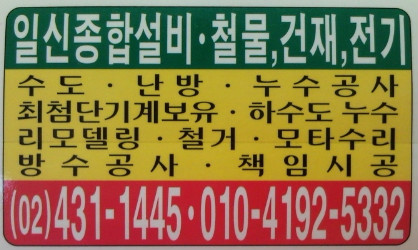 일신종합설비·철물,건재,전기
수도·난방·누수공사
최첨단기계보유·하수도누수
리모델링·철거·모타수리
방수공사·책임시공
(02)431-1445·010-4192-5332